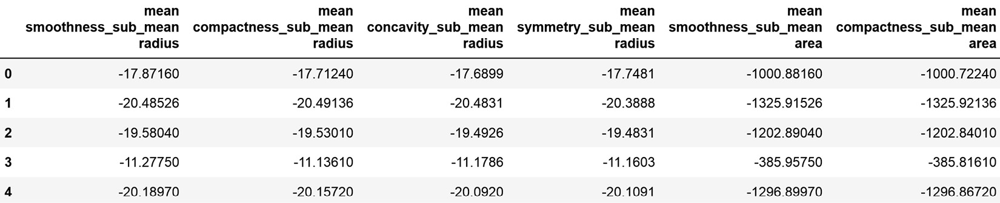 mean mean mean mean mean mean
smoothness_sub_mean compactness_sub_mean concavity_sub_mean symmetry_sub_mean smoothness_sub_mean compactness_sub_mean
radius radius radius radius area area
0 -17.87160 -17.71240 -17.6899 -17.7481 -1000.88160 -1000.72240
1 -20.48526 -20.49136 -20.4831 -20.3888 -1325.91526 -1325.92136
2 -19.58040 -19.53010 -19.4926 -19.4831 -1202.89040 -1202.84010
3 -11.27750 -11.13610 -11.1786 -11.1603 -385.95750 -385.81610
4 -20.18970 -20.15720 -20.0920 -20.1091 -1296.89970 -1296.86720